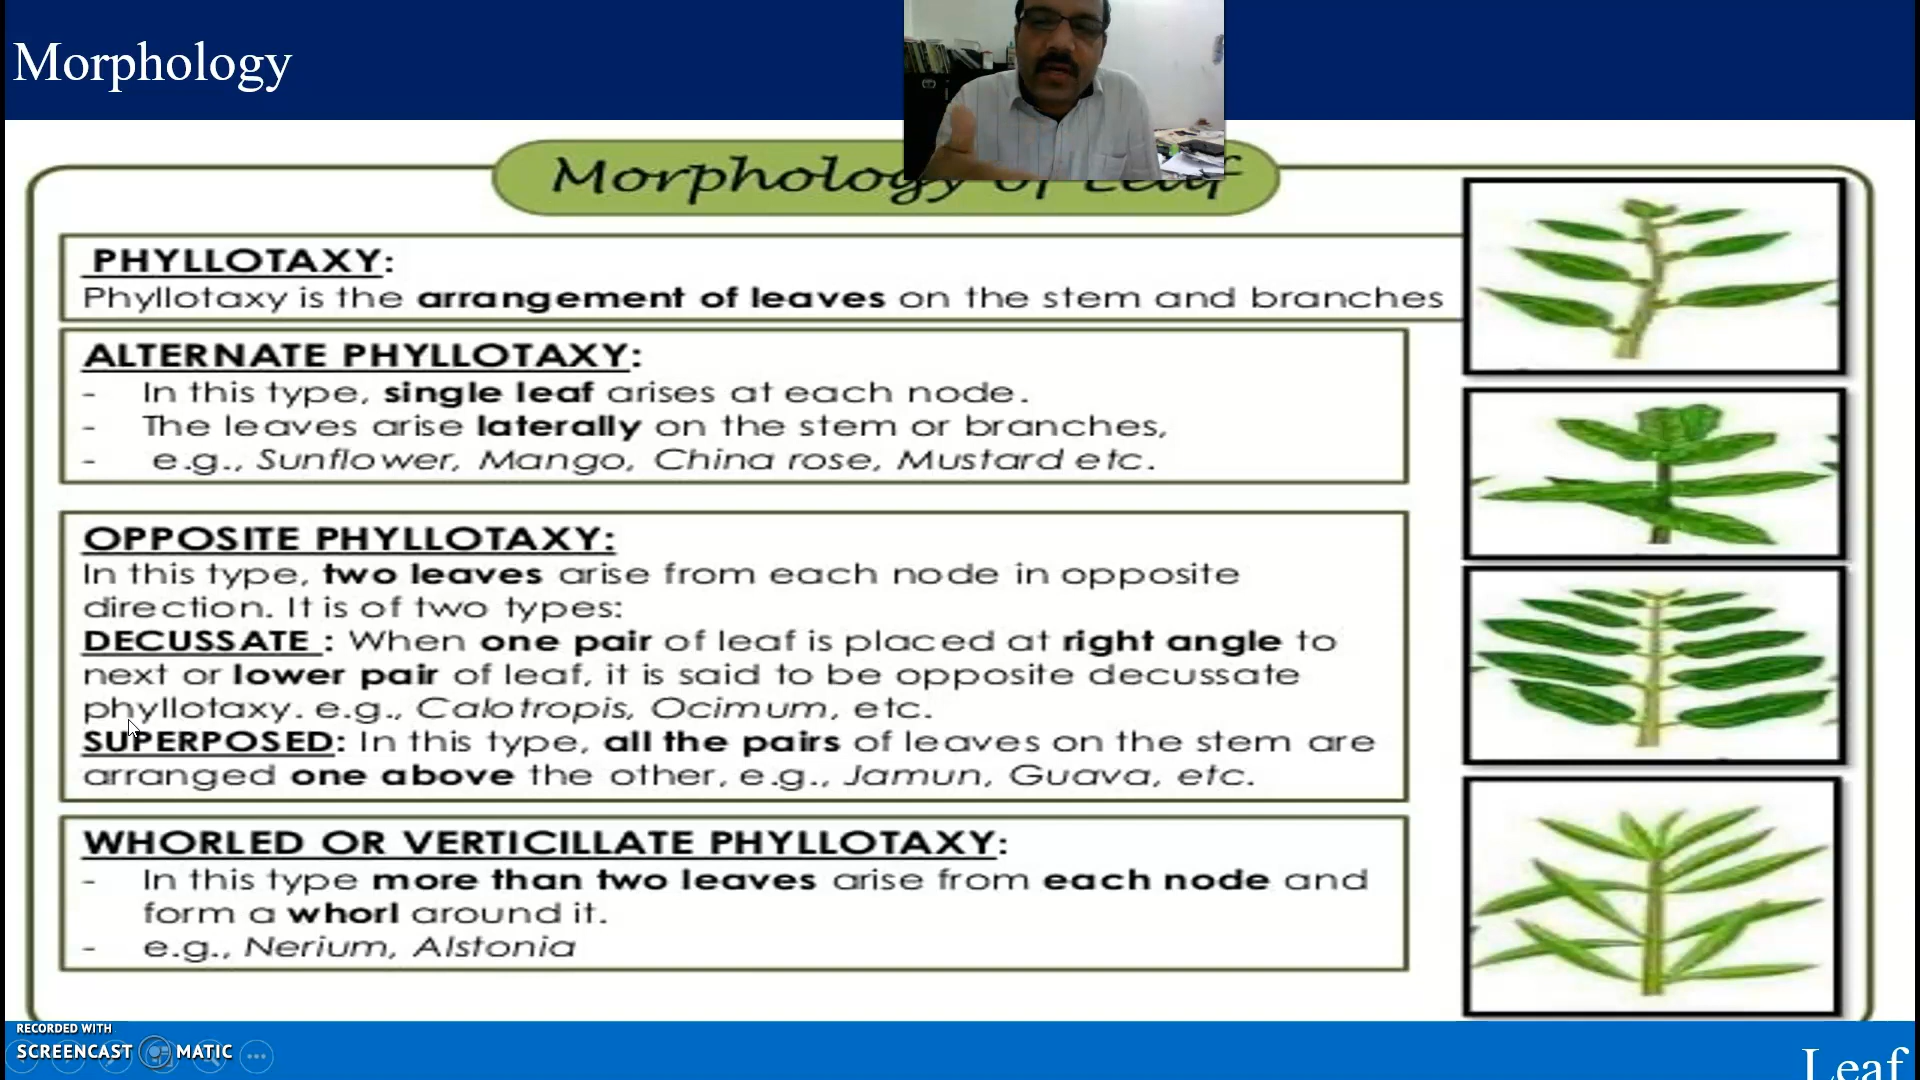 Morphology
Morphology of Leaf
PHYLLOTAXY:
Phyllotaxy is the arrangement of leaves on the stem and branches
ALTERNATE PHYLLOTAXY:
- In this type, single leaf arises at each node.
- The leaves arise laterally on the stem or branches,
- e.g., Sunflower, Mango, China rose, Mustard etc.
OPPOSITE PHYLLOTAXY:
In this type, two leaves arise from each node in opposite
direction. It is of two types:
DECUSSATE : When one pair of leaf is placed at right angle to
next or lower pair of leaf, it is said to be opposite decussate
phyllotaxy. e.g., Calotropis, Ocimum, etc.
SUPERPOSED: In this type, all the pairs of leaves on the stem are
arranged one above the other, e.g., Jamun, Guava, etc.
WHORLED OR VERTICILLATE PHYLLOTAXY:
- In this type more than two leaves arise from each node and
form a whorl around it.
- e.g., Nerium, Alstonia
RECORDED WITH
SCREENCAST MATIC
Leaf